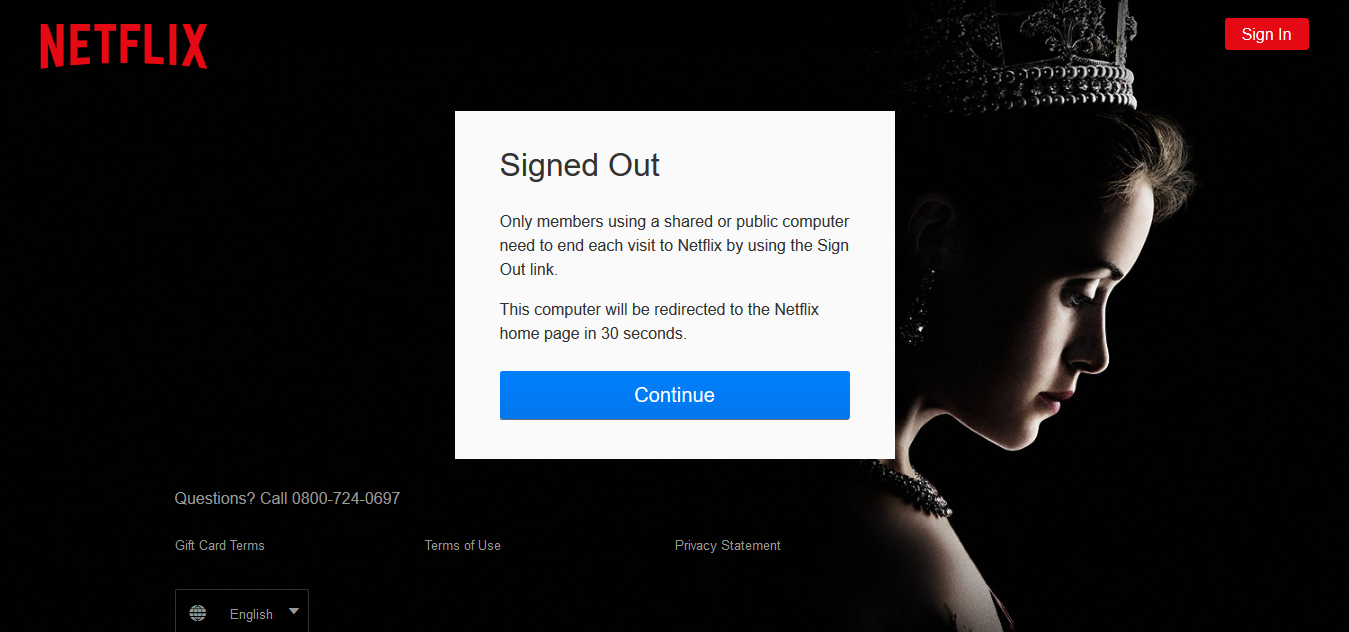 NETFLIX
Sign In
Signed Out
Only members using a shared or public computer
need to end each visit to Netflix by using the Sign
Out link.
This computer will be redirected to the Netflix
home page in 30 seconds.
Continue
Questions? Call 0800-724-0697
Gift Card Terms
Terms of Use
Privacy Statement
English